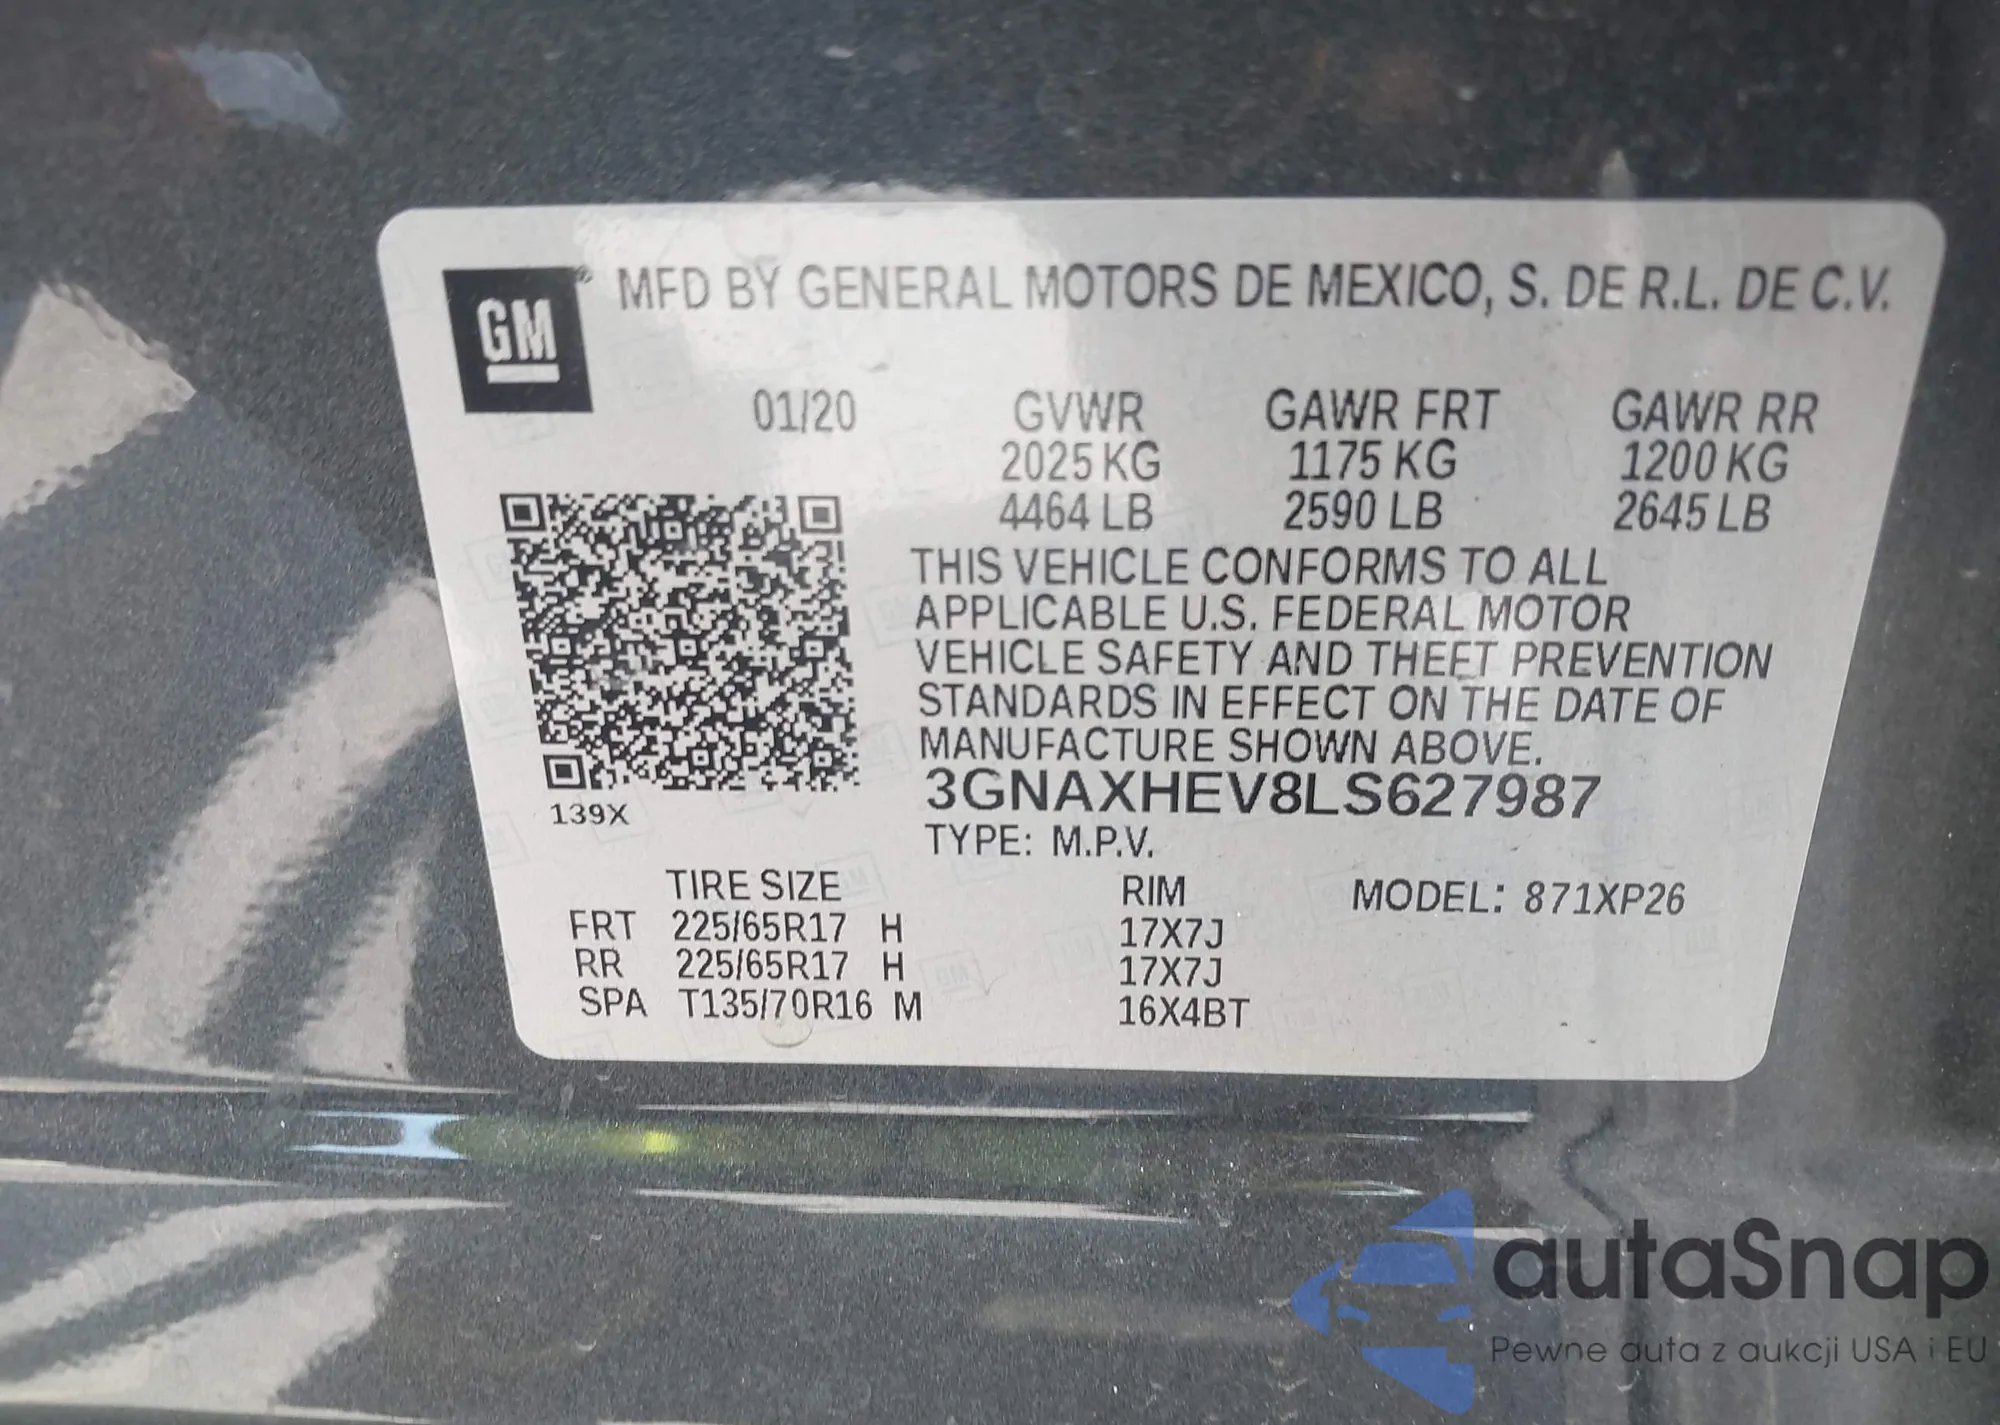 GM ® MFD BY GENERAL MOTORS DE MEXICO, S. DE R.L. DE C.V.
01/20 GVWR GAWR FRT GAWR RR
2025 KG 1175 KG 1200 KG
4464 LB 2590 LB 2645 LB
THIS VEHICLE CONFORMS TO ALL
APPLICABLE U.S. FEDERAL MOTOR
VEHICLE SAFETY AND THEFT PREVENTION
STANDARDS IN EFFECT ON THE DATE OF
MANUFACTURE SHOWN ABOVE.
3GNAXHEV8LS627987
139X
TYPE: M.P.V.
TIRE SIZE RIM MODEL: 871XP26
FRT 225/65R17 H 17X7J
RR 225/65R17 H 17X7J
SPA T135/70R16 M 16X4BT
autaSnap
Pewne auta z aukcji USA i EU